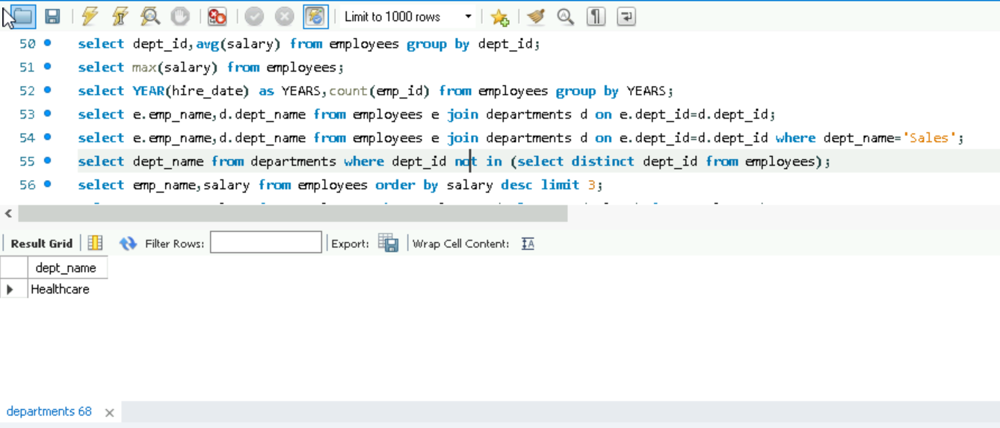 Limit to 1000 rows
50 select dept_id,avg(salary) from employees group by dept_id;
51 select max(salary) from employees;
52 select YEAR(hire_date) as YEARS,count(emp_id) from employees group by YEARS;
53 select e.emp_name,d.dept_name from employees e join departments d on e.dept_id=d.dept_id;
54 select e.emp_name,d.dept_name from employees e join departments d on e.dept_id=d.dept_id where dept_name='Sales';
55 select dept_name from departments where dept_id not in (select distinct dept_id from employees);
56 select emp_name,salary from employees order by salary desc limit 3;
Result Grid Filter Rows: Export: Wrap Cell Content: IA
dept_name
Healthcare
departments 68